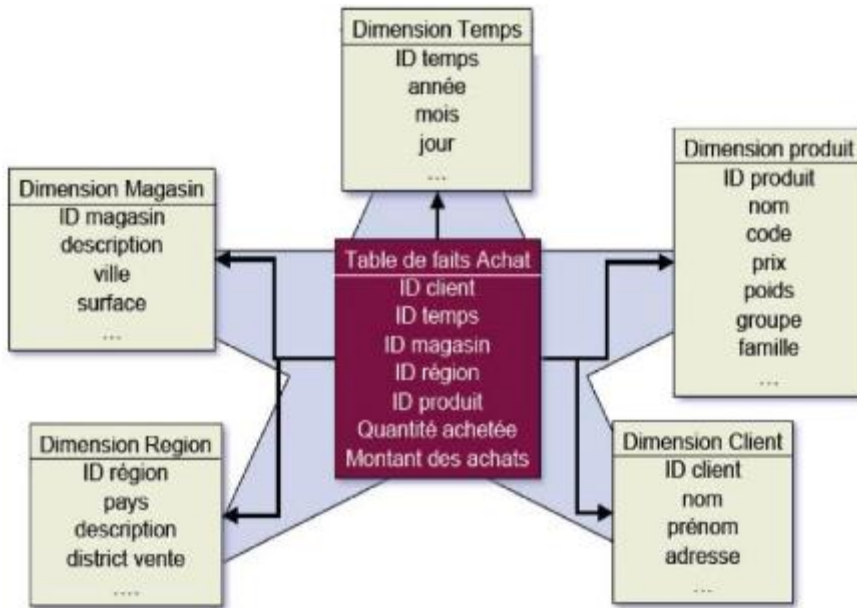 Dimension Temps
ID temps
année
mois
jour
...
Dimension Magasin
ID magasin
description
ville
surface
...
Dimension produit
ID produit
nom
code
prix
poids
groupe
famille
...
Table de faits Achat
ID client
ID temps
ID magasin
ID région
ID produit
Quantité achetée
Montant des achats
Dimension Region
ID région
pays
description
district vente
....
Dimension Client
ID client
nom
prénom
adresse
...